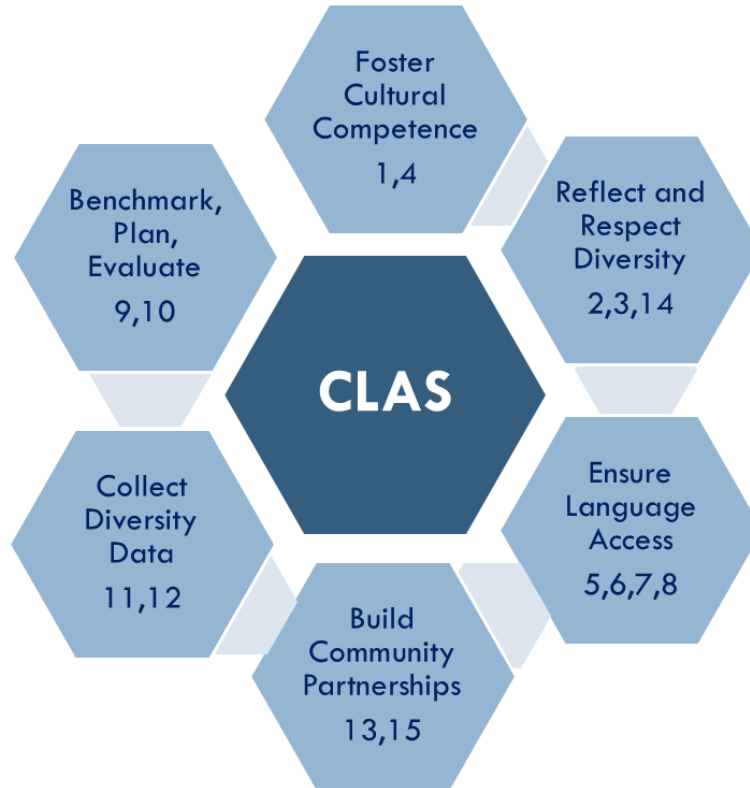 Foster
Cultural
Competence
1,4
Reflect and
Respect
Diversity
2,3,14
Ensure
Language
Access
5,6,7,8
Build
Community
Partnerships
13,15
Collect
Diversity
Data
11,12
Benchmark,
Plan,
Evaluate
9,10
CLAS